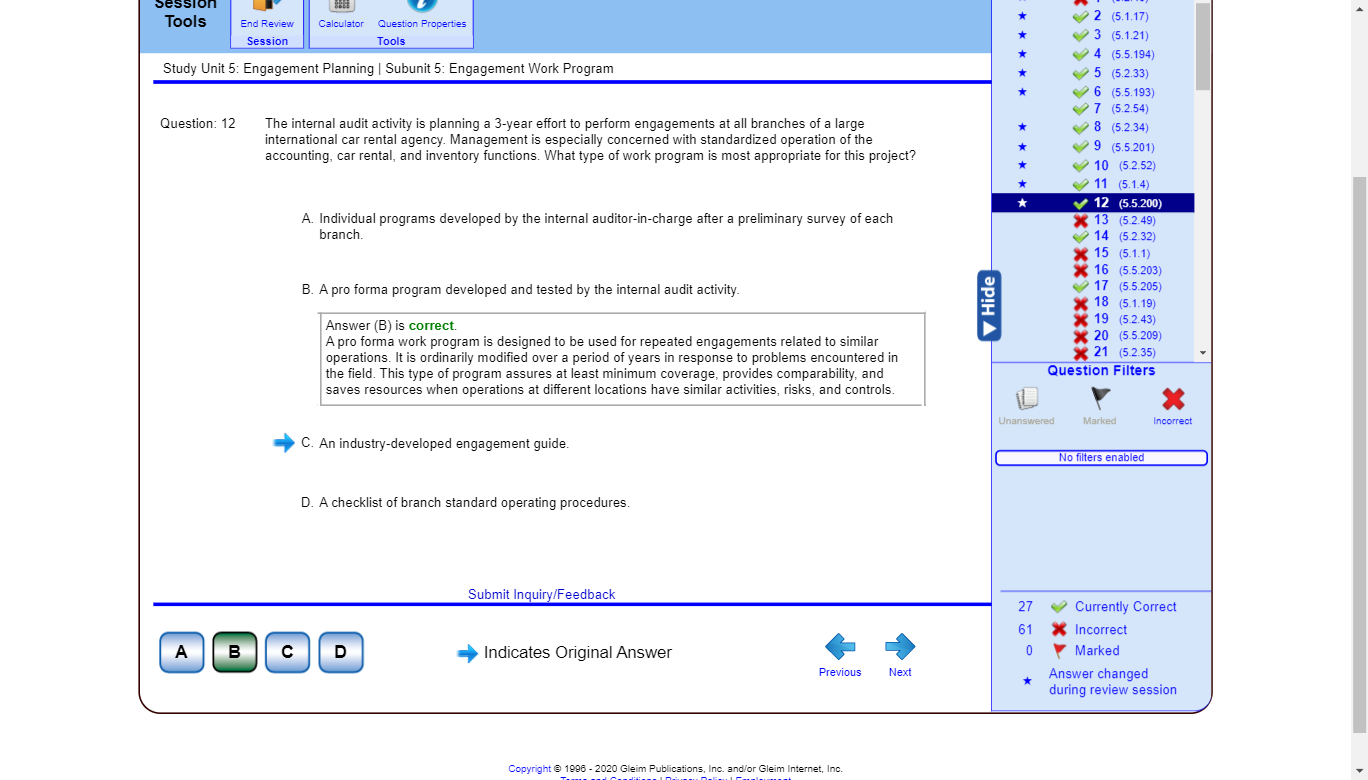 Session
Tools
End Review
Session
Calculator
Question Properties
Tools
Study Unit 5: Engagement Planning | Subunit 5: Engagement Work Program
Question: 12
The internal audit activity is planning a 3-year effort to perform engagements at all branches of a large
international car rental agency. Management is especially concerned with standardized operation of the
accounting, car rental, and inventory functions. What type of work program is most appropriate for this project?
A. Individual programs developed by the internal auditor-in-charge after a preliminary survey of each
branch.
B. A pro forma program developed and tested by the internal audit activity.
Answer (B) is correct.
A pro forma work program is designed to be used for repeated engagements related to similar
operations. It is ordinarily modified over a period of years in response to problems encountered in
the field. This type of program assures at least minimum coverage, provides comparability, and
saves resources when operations at different locations have similar activities, risks, and controls.
C. An industry-developed engagement guide.
D. A checklist of branch standard operating procedures.
Submit Inquiry/Feedback
A
B
C
D
Indicates Original Answer
Previous
Next
2 (5.1.17)
3 (5.1.21)
4 (5.5.194)
5 (5.2.33)
6 (5.5.193)
7 (5.2.54)
8 (5.2.34)
9 (5.5.201)
10 (5.2.52)
11 (5.1.4)
12 (5.5.200)
13 (5.2.49)
14 (5.2.32)
15 (5.1.1)
16 (5.5.203)
17 (5.5.205)
18 (5.1.19)
19 (5.2.43)
20 (5.5.209)
21 (5.2.35)
Hide
Question Filters
Unanswered
Marked
Incorrect
No filters enabled
27 Currently Correct
61 Incorrect
0 Marked
Answer changed
during review session
Copyright © 1996 - 2020 Gleim Publications, Inc. and/or Gleim Internet, Inc.
Terms and Conditions | Privacy Policy | Employment